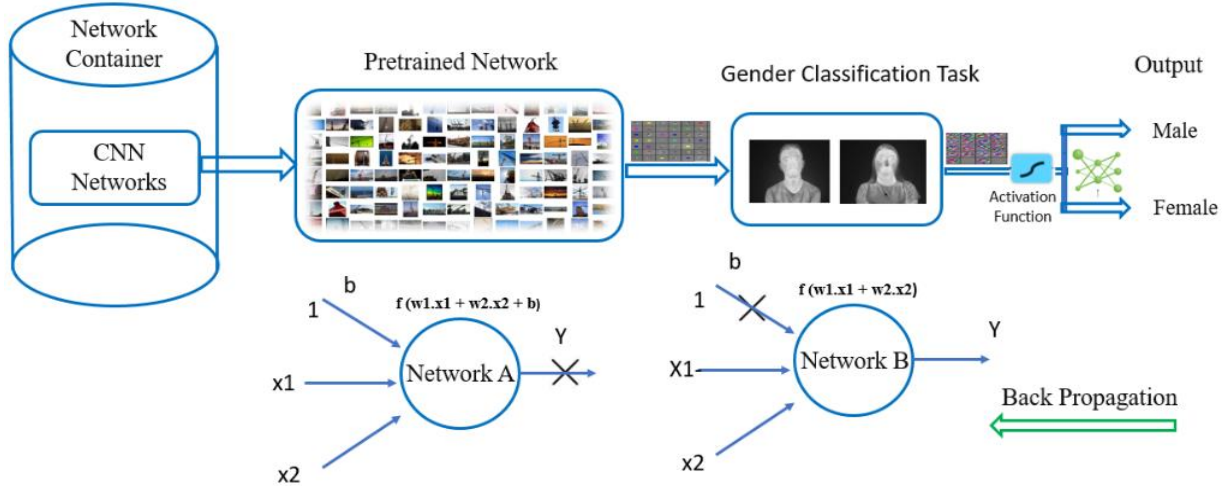 Network
Container
CNN
Networks
Pretrained Network
Gender Classification Task
Output
Male
Female
Activation
Function
b
1
f (w1.x1 + w2.x2 + b)
Y
x1
Network A
x2
b
1
f (w1.x1 + w2.x2)
Y
X1
Network B
x2
Back Propagation